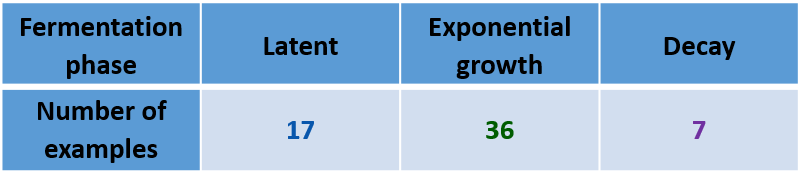 Fermentation phase
Latent
Exponential growth
Decay
Number of examples
17
36
7